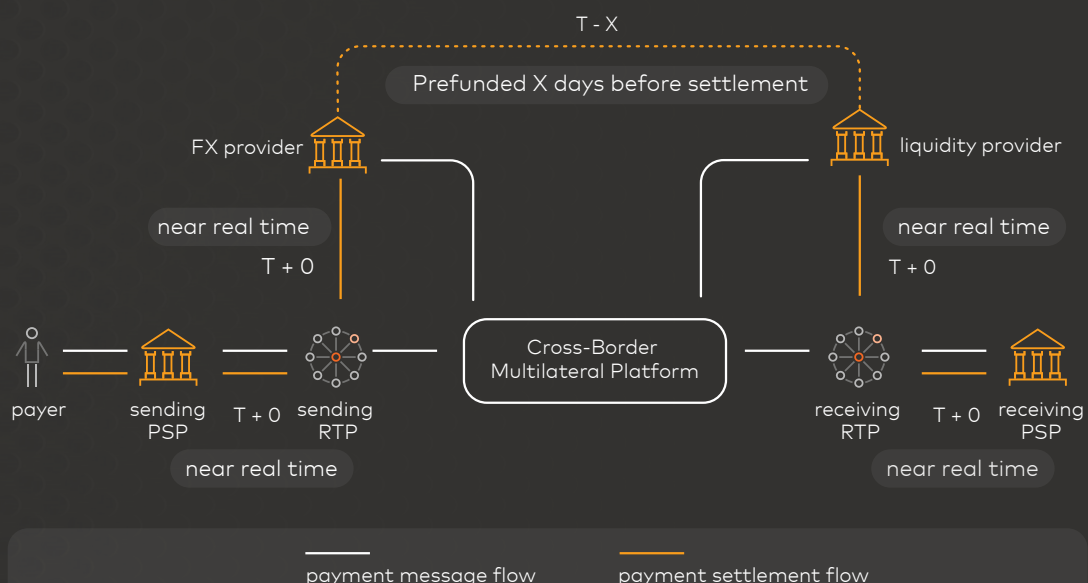 T - X
Prefunded X days before settlement
FX provider
liquidity provider
near real time
near real time
T + 0
T + 0
Cross-Border
Multilateral Platform
payer
sending
PSP
T + 0
sending
RTP
receiving
RTP
T + 0
receiving
PSP
near real time
near real time
payment message flow
payment settlement flow